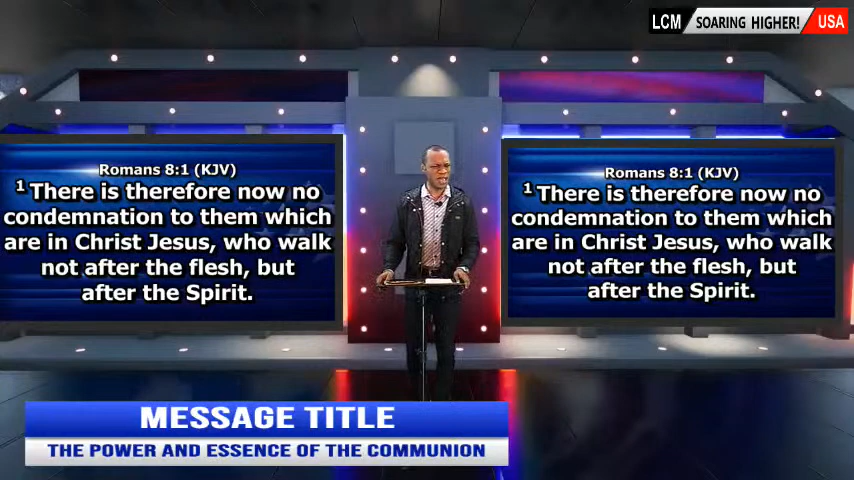 LCM SOARING HIGHER! USA
Romans 8:1 (KJV)
1 There is therefore now no
condemnation to them which
are in Christ Jesus, who walk
not after the flesh, but
after the Spirit.
Romans 8:1 (KJV)
1 There is therefore now no
condemnation to them which
are in Christ Jesus, who walk
not after the flesh, but
after the Spirit.
MESSAGE TITLE
THE POWER AND ESSENCE OF THE COMMUNION